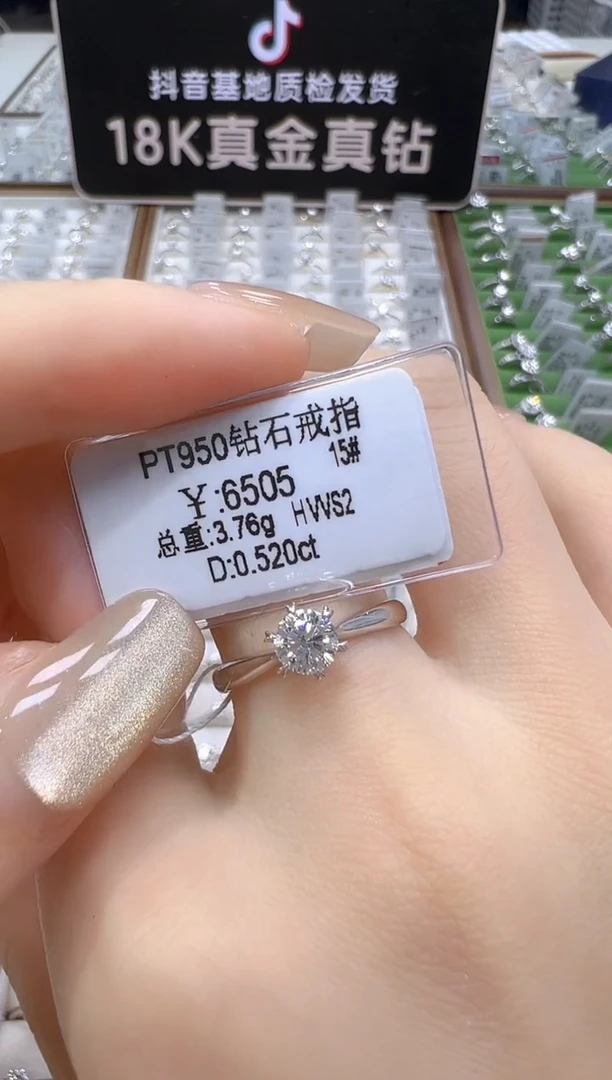 抖音基地质检发货
18K真金真钻
PT950钻石戒指
15#
¥:6505
总重:3.76g HVVS2
D:0.520ct